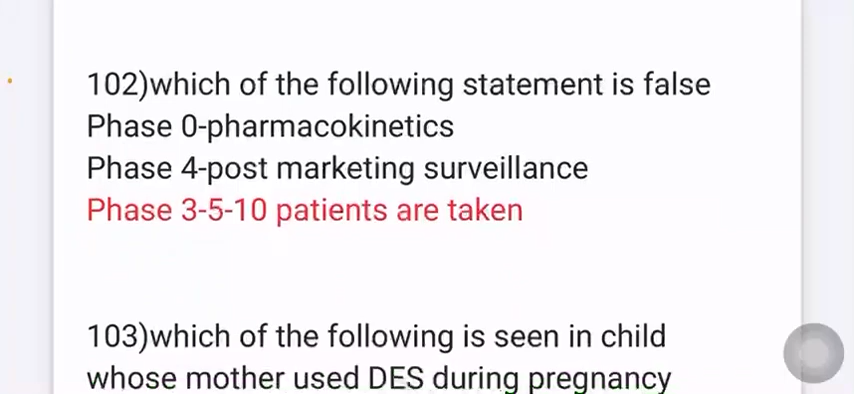 102)which of the following statement is false
Phase 0-pharmacokinetics
Phase 4-post marketing surveillance
Phase 3-5-10 patients are taken
103)which of the following is seen in child
whose mother used DES during pregnancy